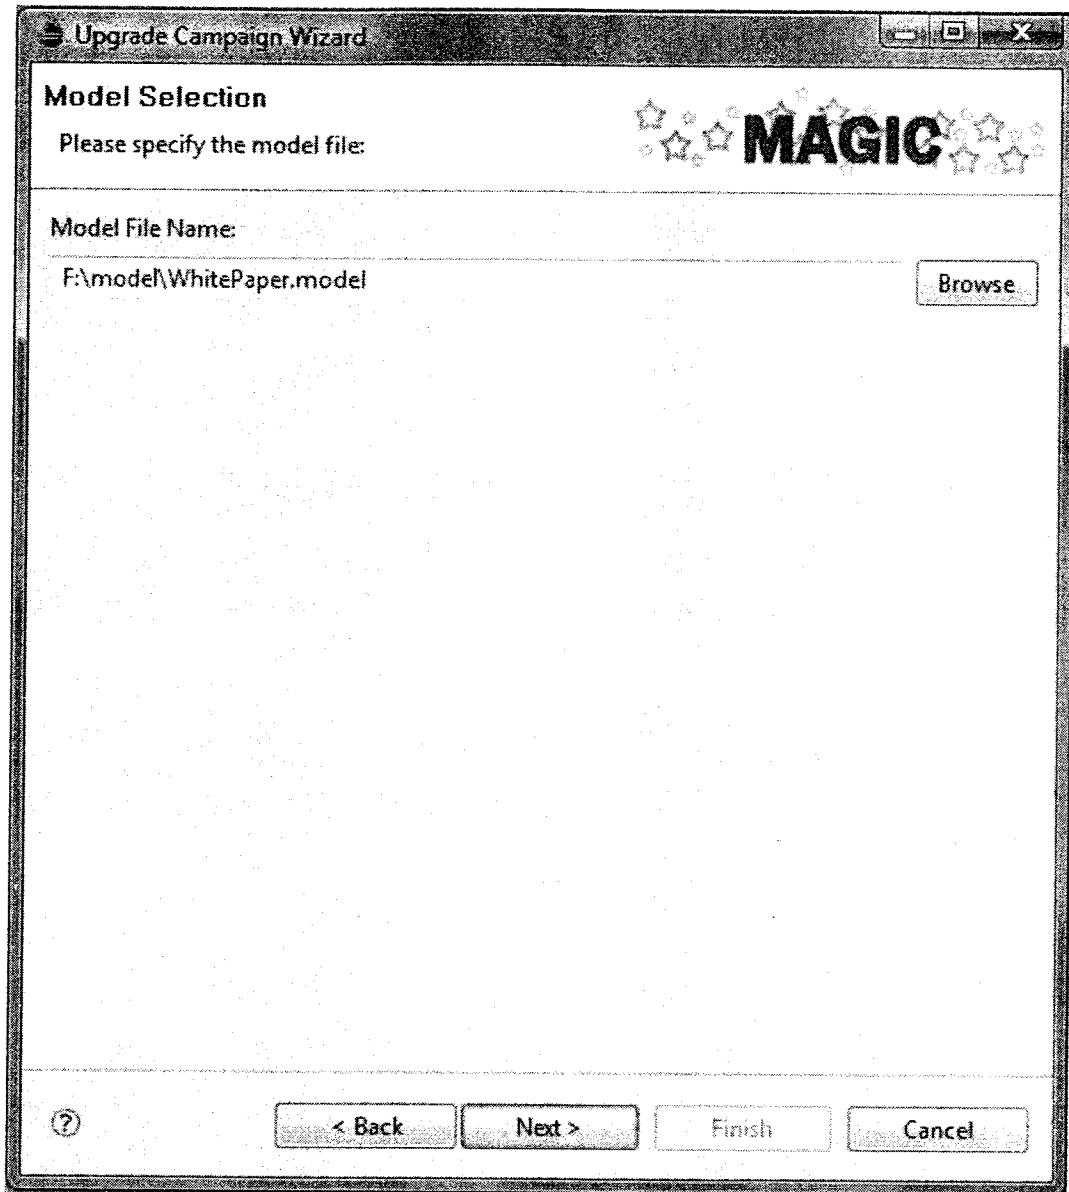 Upgrade Campaign Wizard
Model Selection
Please specify the model file:
MAGIC
Model File Name:
F:\model\WhitePaper.model
Browse
? < Back Next > Finish Cancel